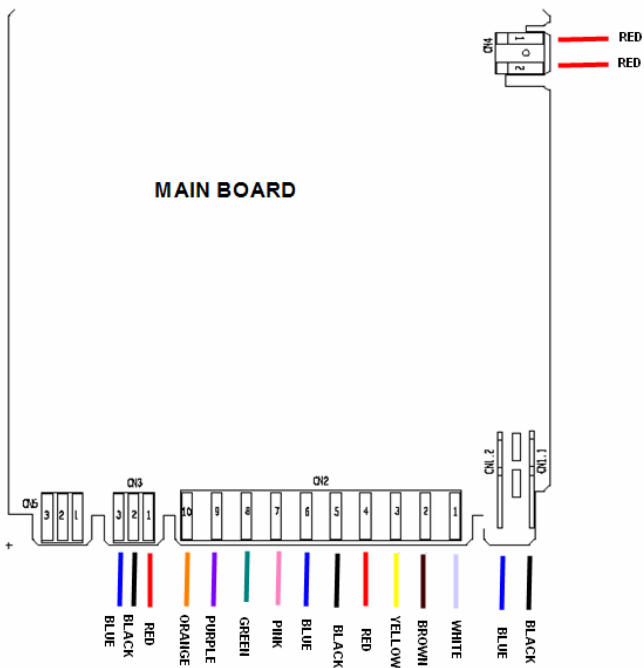 CN4 1 RED
2 RED
MAIN BOARD
CN1.2 CN1.1
CN5 CN3 CN2
3 2 1 3 2 1 10 9 8 7 6 5 4 3 2 1
BLUE BLACK RED ORANGE PURPLE GREEN PINK BLUE BLACK RED YELLOW BROWN WHITE BLUE BLACK